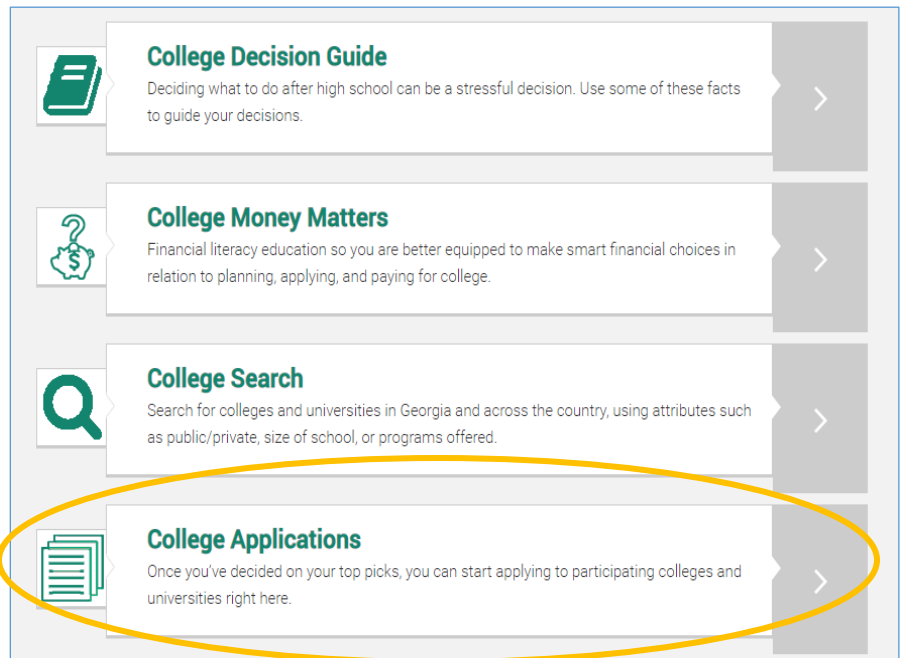 College Decision Guide
Deciding what to do after high school can be a stressful decision. Use some of these facts
to guide your decisions.
College Money Matters
Financial literacy education so you are better equipped to make smart financial choices in
relation to planning, applying, and paying for college.
College Search
Search for colleges and universities in Georgia and across the country, using attributes such
as public/private, size of school, or programs offered.
College Applications
Once you've decided on your top picks, you can start applying to participating colleges and
universities right here.